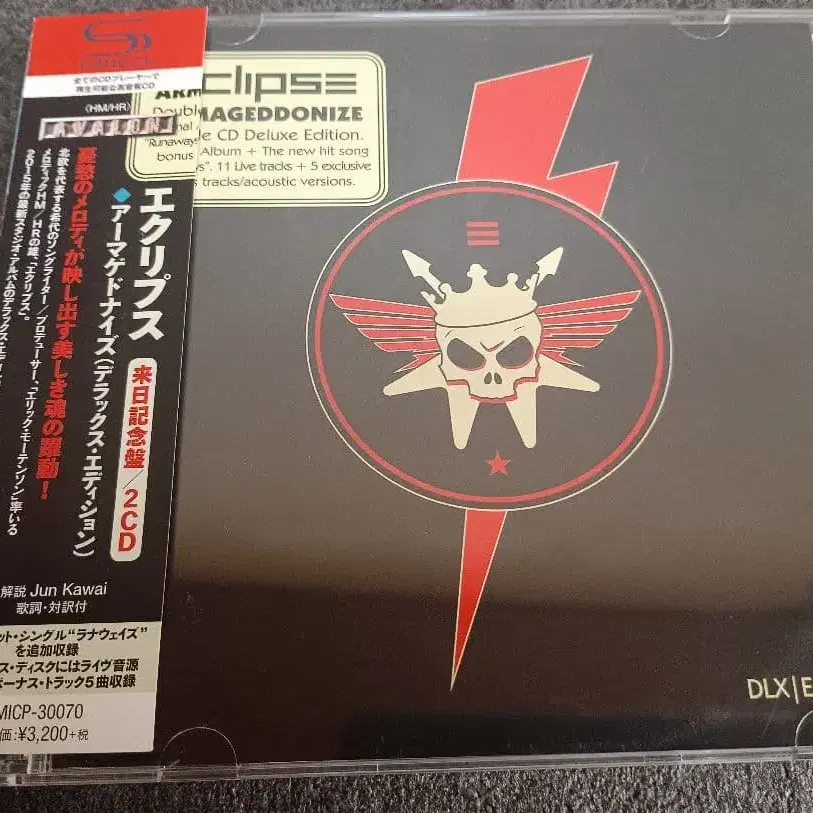 SHM-CD
全てのCDプレーヤーで
再生可能な高音質CD
〈HM/HR〉
AVALON
エクリプス
◆アーマゲドナイズ(デラックス・エディション)
来日記念盤/2CD
憂愁のメロディが映し出す美しき魂の躍動!
北欧を代表する希代のソングライター/プロデューサー、「エリック・モーテンソン」率いる
メロディックHM/HRの雄、「エクリプス」。
2015年の最新スタジオ・アルバムのデラックス・エディ
解説 Jun Kawai
歌詞・対訳付
ット・シングル“ラナウェイズ”
を追加収録
ス・ディスクにはライヴ音源
ボーナス・トラック5曲収録
MICP-30070
価:¥3,200+税
ARM
CLIPSE
MAGEDDONIZE
Double
le CD Deluxe Edition.
nal Album + The new hit song
"Runaways". 11 Live tracks + 5 exclusive
bonus tracks/acoustic versions.
DLX|E